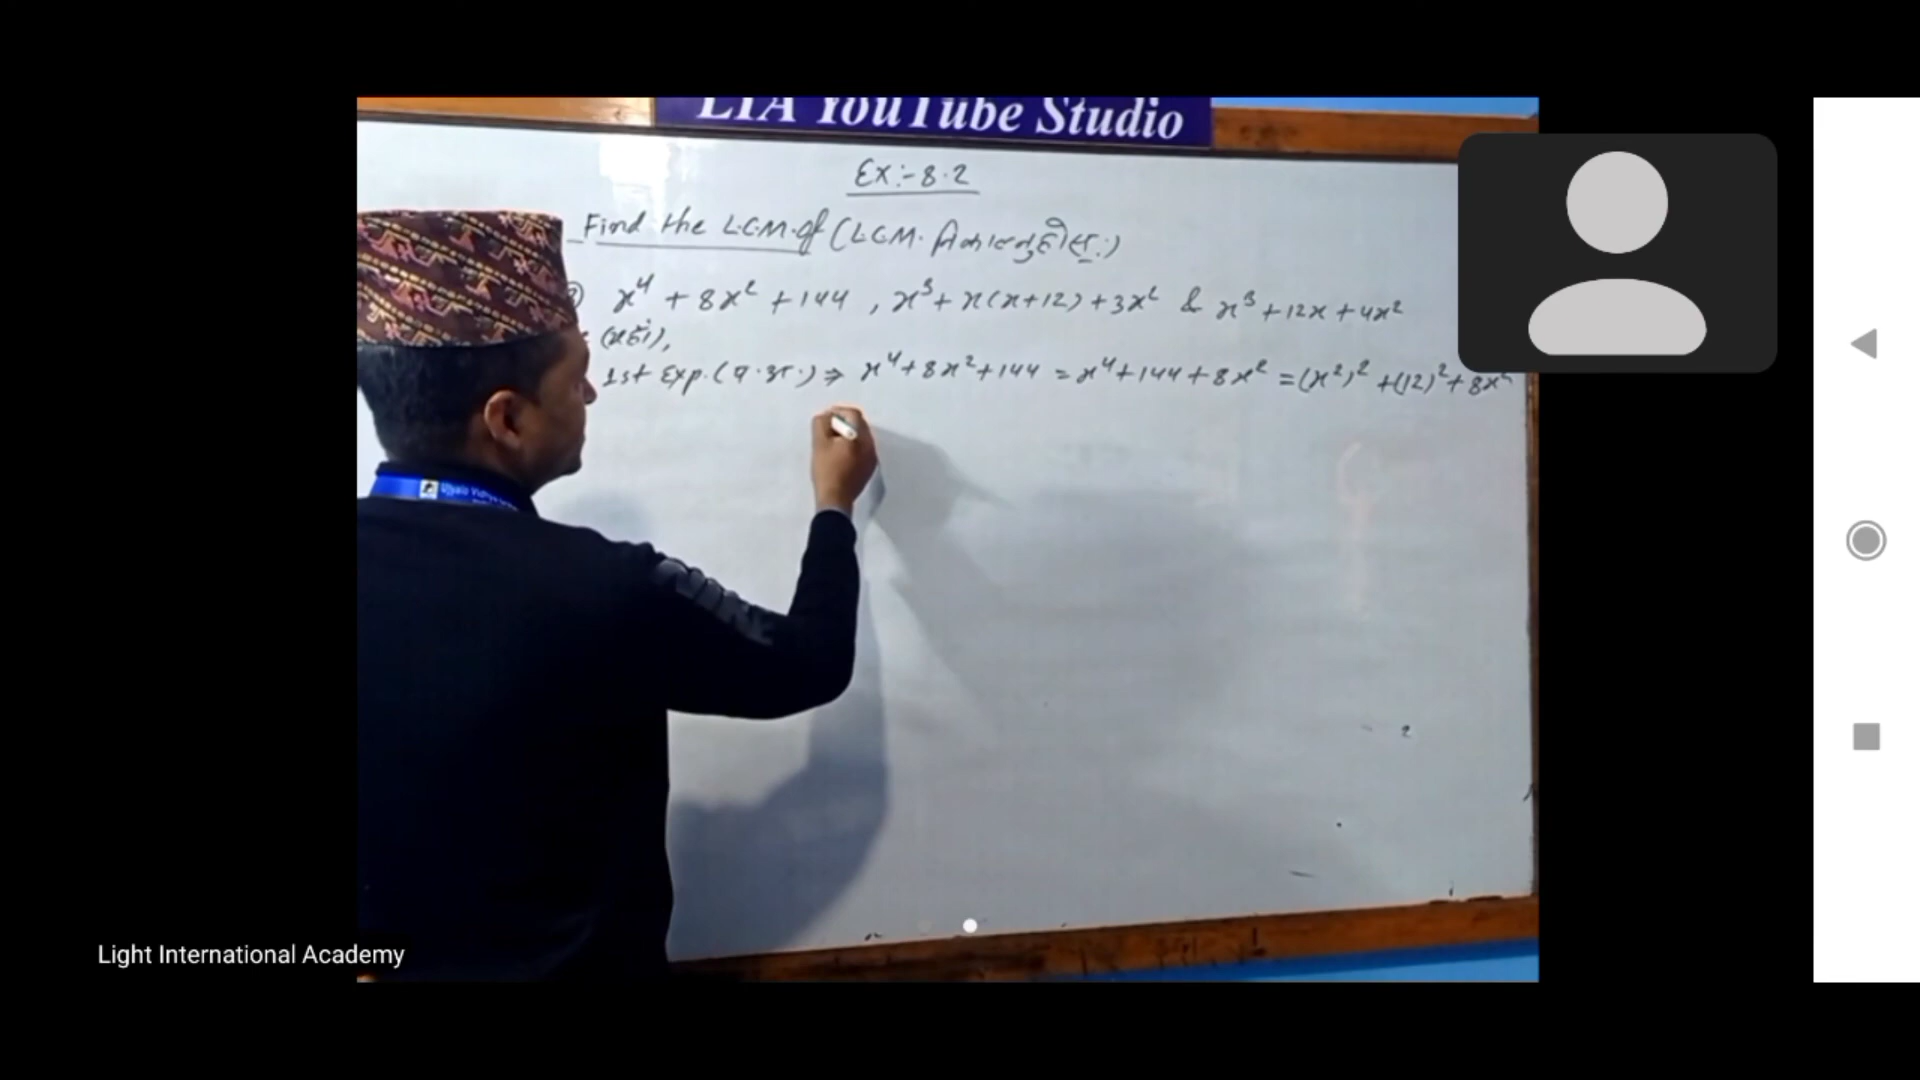 LIA YouTube Studio
Ex:- 8.2
Find the L.C.M. of (L.C.M. निकाल्नुहोस्:)
x⁴ + 8x² + 144 , x³ + x(x+12) + 3x² & x³ + 12x + 4x²
(यहाँ),
1st Exp. (प.अ.) ⇒ x⁴ + 8x² + 144 = x⁴ + 144 + 8x² = (x²)² + (12)² + 8x²
Light International Academy